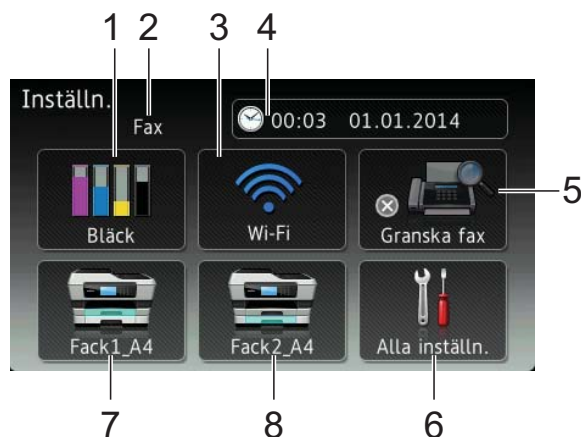 1 2 3 4
Inställn.
Fax
00:03 01.01.2014
5
Bläck Wi-Fi Granska fax
Fack1_A4 Fack2_A4 Alla inställn.
7 8 6